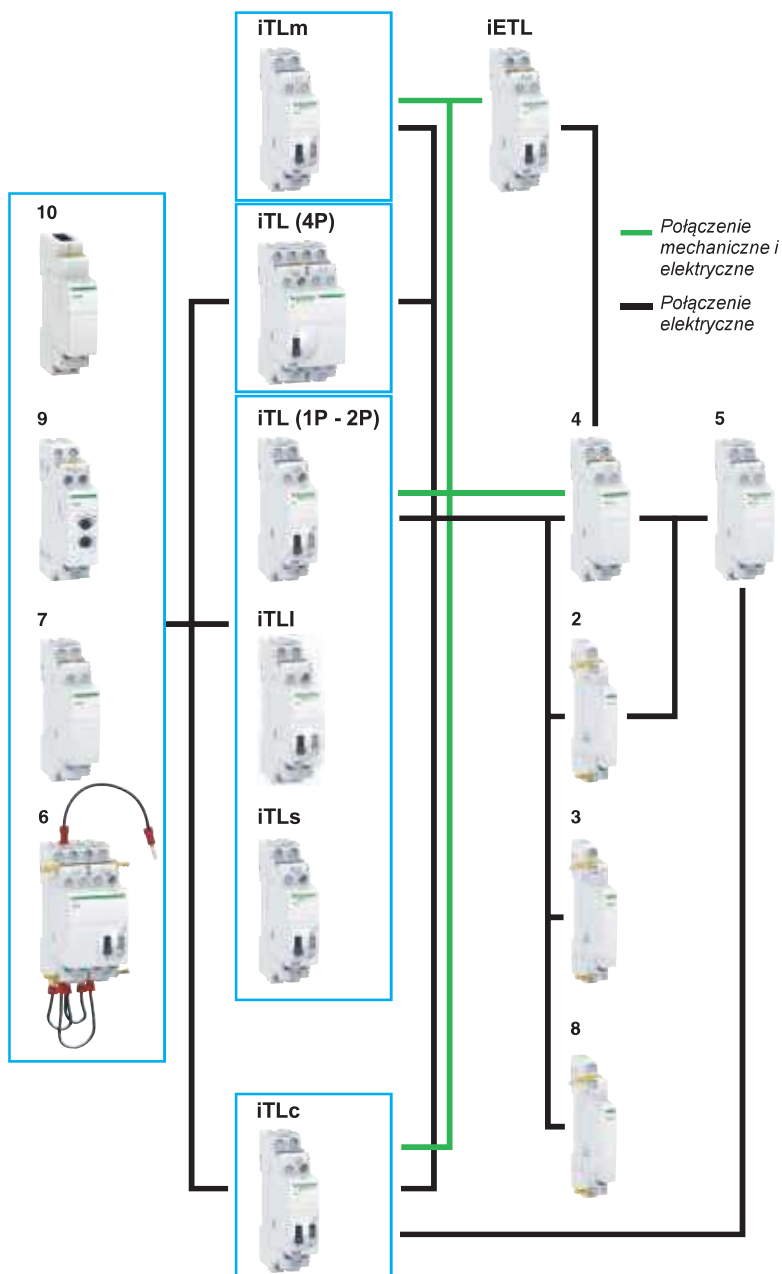 iTLm
iETL
10
iTL (4P)
Połączenie
mechaniczne i
elektryczne
Połączenie
elektryczne
9
iTL (1P - 2P)
4
5
7
iTLI
2
6
iTLs
3
8
iTLc